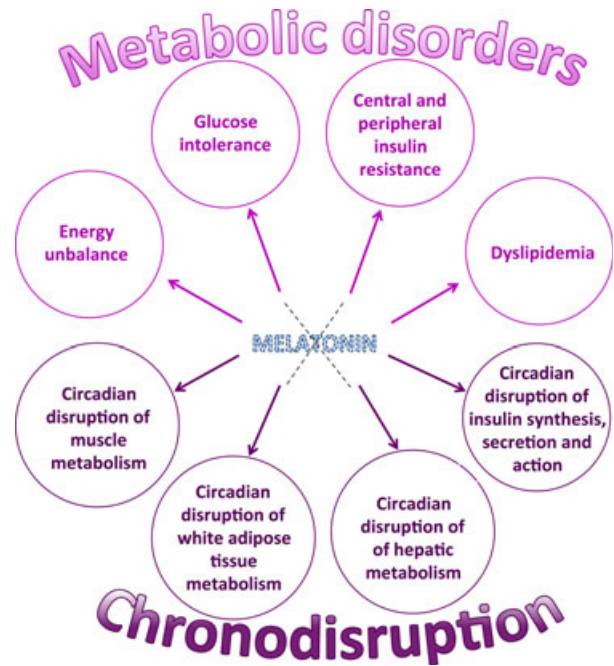 Metabolic disorders
Glucose
intolerance
Central and
peripheral
insulin
resistance
Energy
unbalance
Dyslipidemia
MELATONIN
Circadian
disruption of
muscle
metabolism
Circadian
disruption of
insulin synthesis,
secretion and
action
Circadian
disruption of
white adipose
tissue
metabolism
Circadian
disruption of
of hepatic
metabolism
Chronodisruption